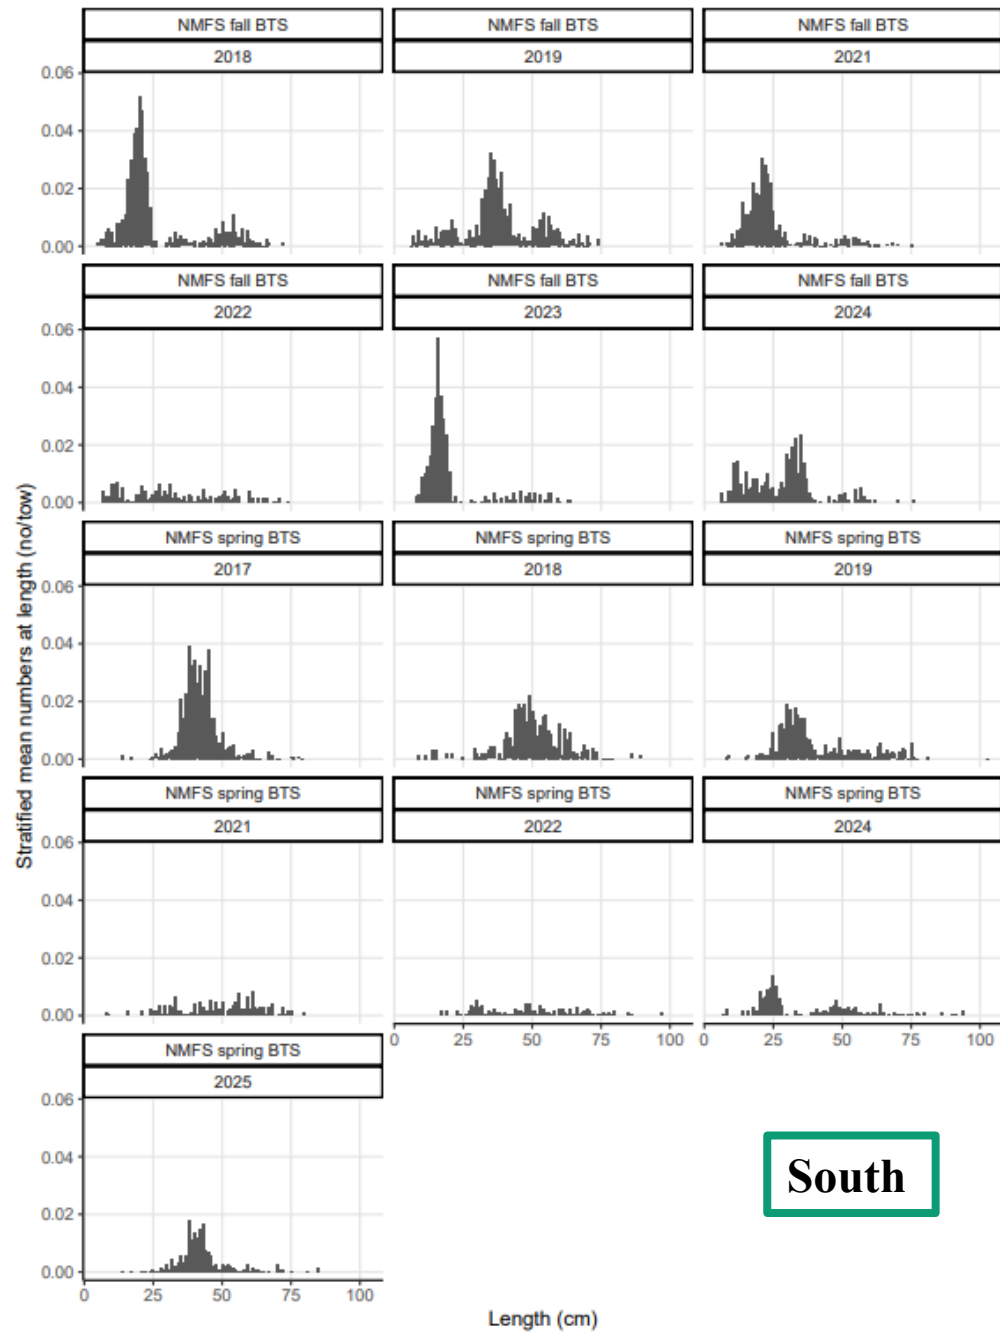 NMFS fall BTS NMFS fall BTS NMFS fall BTS
2018 2019 2021
0.06
0.04
0.02
0.00
NMFS fall BTS NMFS fall BTS NMFS fall BTS
2022 2023 2024
0.06
0.04
0.02
0.00
NMFS spring BTS NMFS spring BTS NMFS spring BTS
2017 2018 2019
0.06
0.04
0.02
0.00
Stratified mean numbers at length (no/tow)
NMFS spring BTS NMFS spring BTS NMFS spring BTS
2021 2022 2024
0.06
0.04
0.02
0.00
0 25 50 75 100 0 25 50 75 100
NMFS spring BTS
2025
0.06
0.04
0.02
0.00
0 25 50 75 100
South
Length (cm)